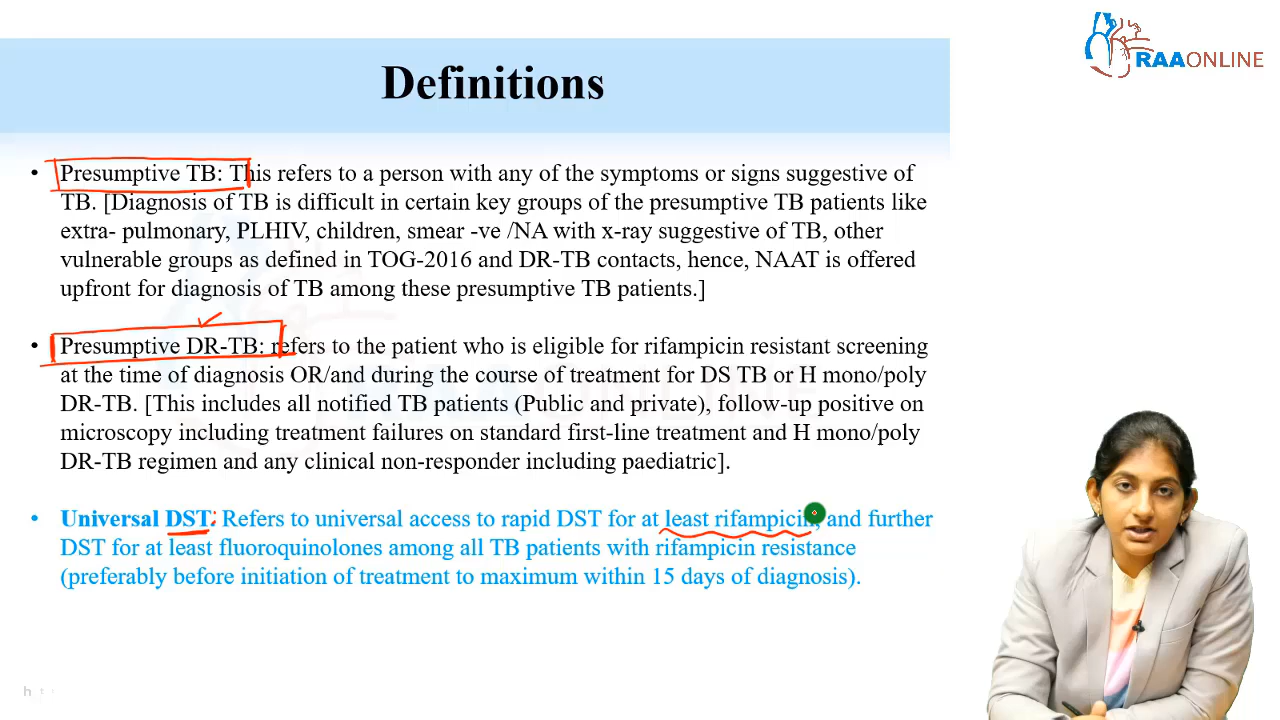 RAAONLINE
Definitions
• Presumptive TB: This refers to a person with any of the symptoms or signs suggestive of
TB. [Diagnosis of TB is difficult in certain key groups of the presumptive TB patients like
extra- pulmonary, PLHIV, children, smear -ve /NA with x-ray suggestive of TB, other
vulnerable groups as defined in TOG-2016 and DR-TB contacts, hence, NAAT is offered
upfront for diagnosis of TB among these presumptive TB patients.]
• Presumptive DR-TB: refers to the patient who is eligible for rifampicin resistant screening
at the time of diagnosis OR/and during the course of treatment for DS TB or H mono/poly
DR-TB. [This includes all notified TB patients (Public and private), follow-up positive on
microscopy including treatment failures on standard first-line treatment and H mono/poly
DR-TB regimen and any clinical non-responder including paediatric].
• Universal DST: Refers to universal access to rapid DST for at least rifampicin, and further
DST for at least fluoroquinolones among all TB patients with rifampicin resistance
(preferably before initiation of treatment to maximum within 15 days of diagnosis).